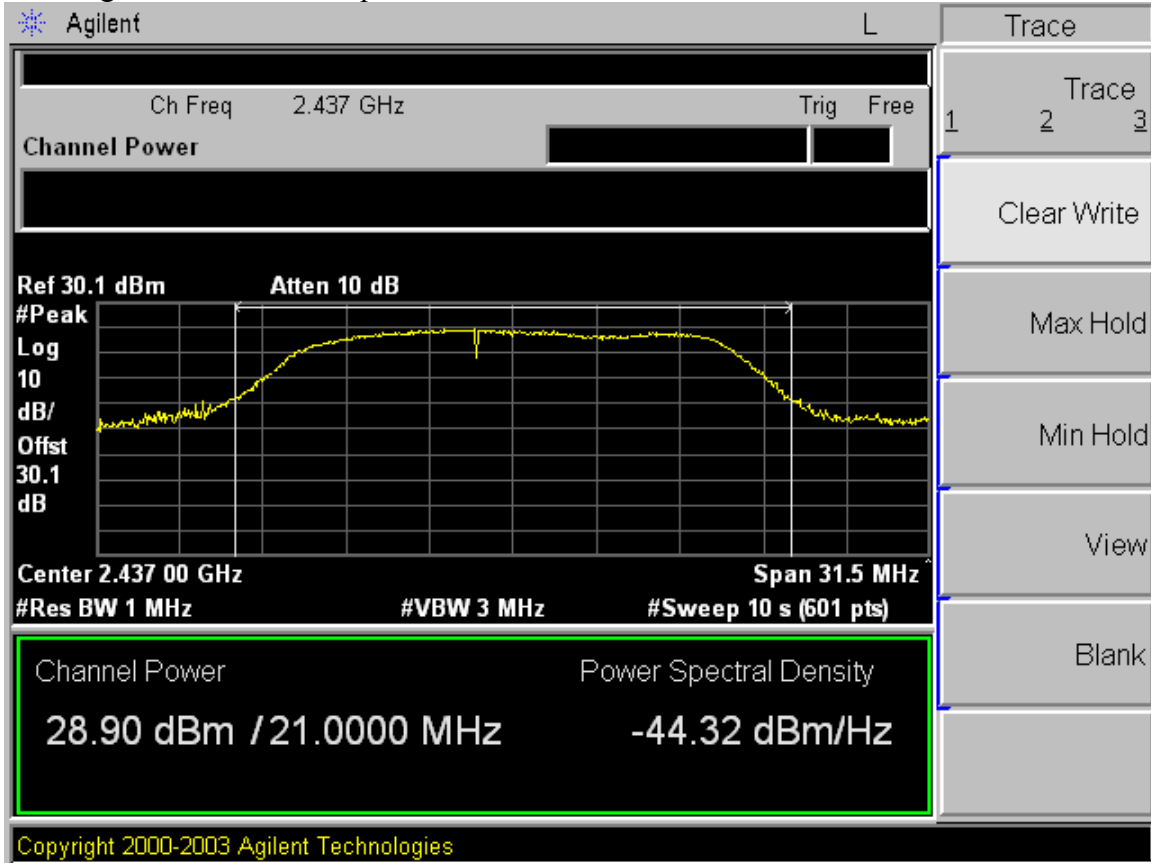 Agilent L
Ch Freq 2.437 GHz Trig Free
Channel Power
Ref 30.1 dBm Atten 10 dB
#Peak
Log
10
dB/
Offst
30.1
dB
Center 2.437 00 GHz Span 31.5 MHz
#Res BW 1 MHz #VBW 3 MHz #Sweep 10 s (601 pts)
Channel Power Power Spectral Density
28.90 dBm / 21.0000 MHz -44.32 dBm/Hz
Copyright 2000-2003 Agilent Technologies
Trace
Trace
1 2 3
Clear Write
Max Hold
Min Hold
View
Blank